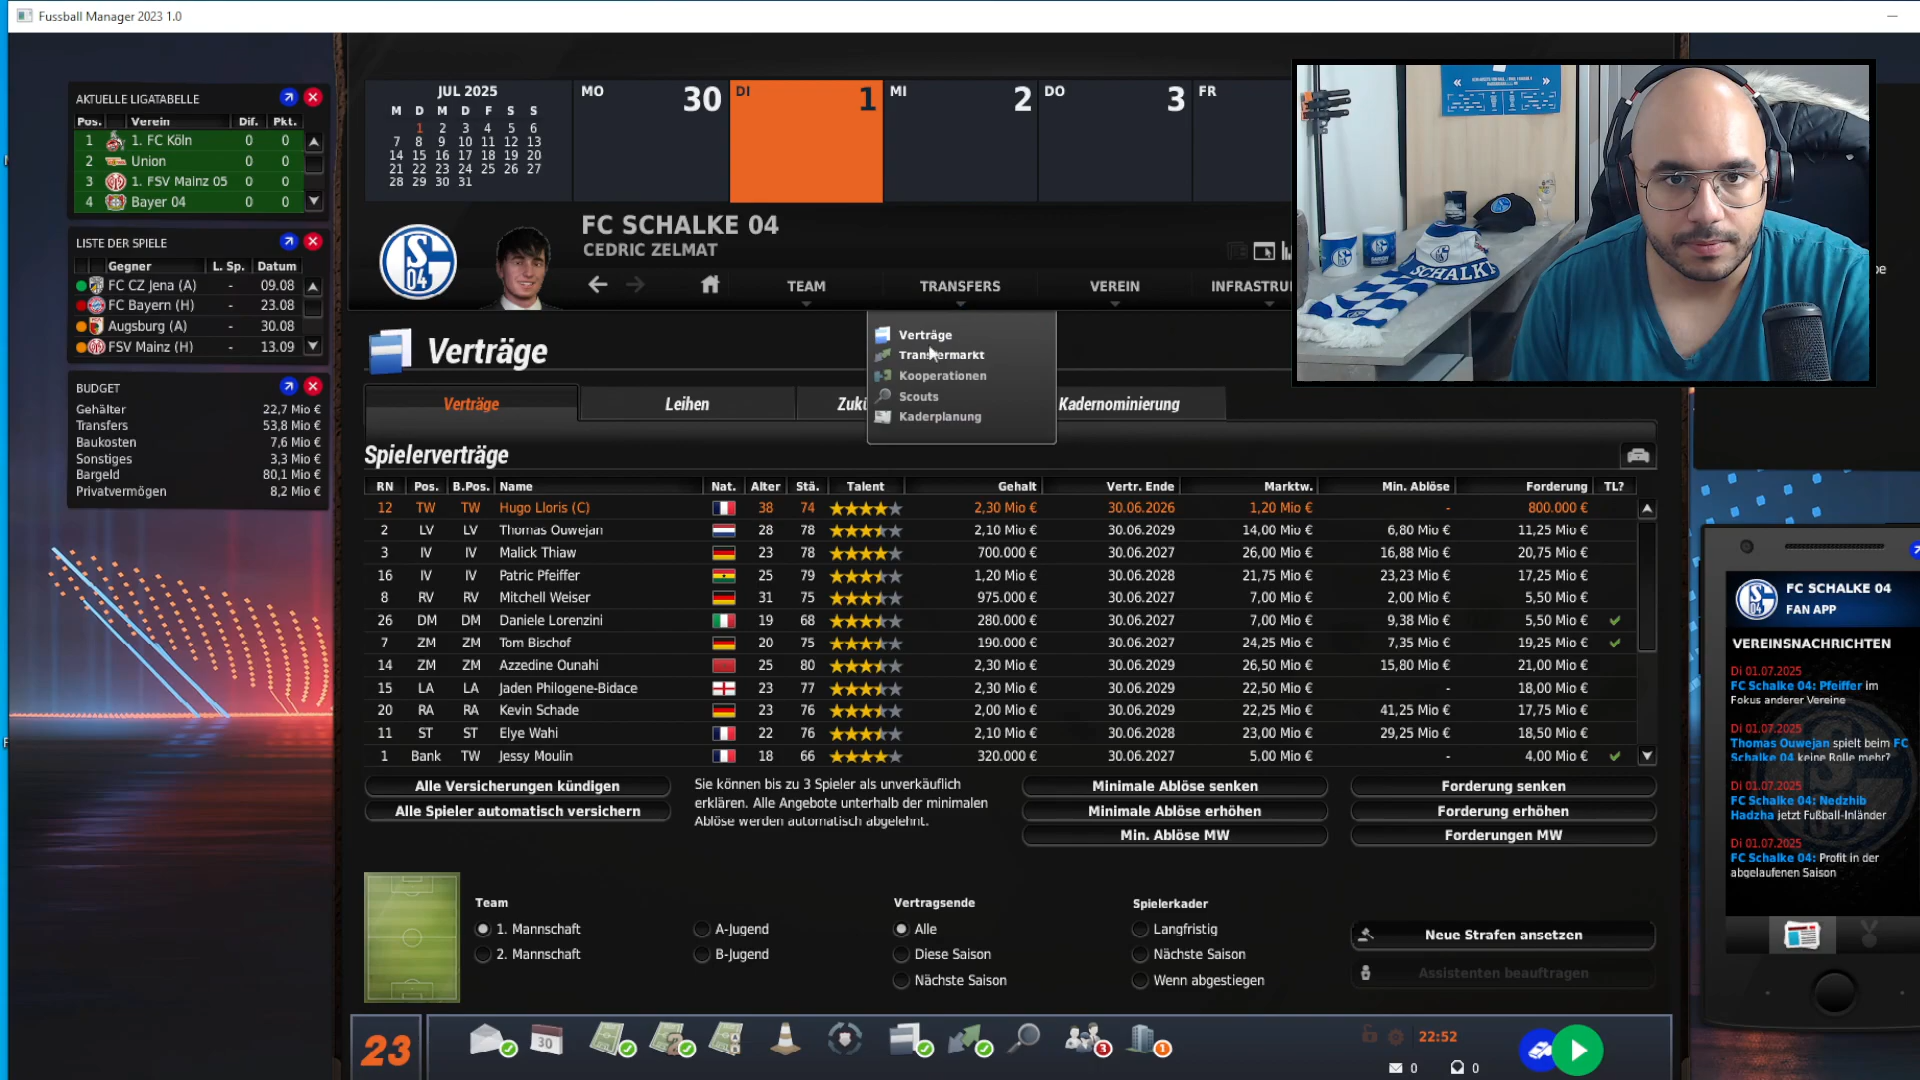 Fussball Manager 2023 1.0
AKTUELLE LIGATABELLE
Pos. Verein Dif. Pkt.
1 1. FC Köln 0 0
2 Union 0 0
3 1. FSV Mainz 05 0 0
4 Bayer 04 0 0
LISTE DER SPIELE
Gegner L. Sp. Datum
FC CZ Jena (A) - 09.08
FC Bayern (H) - 23.08
Augsburg (A) - 30.08
FSV Mainz (H) - 13.09
BUDGET
Gehälter 22,7 Mio €
Transfers 53,8 Mio €
Baukosten 7,6 Mio €
Sonstiges 3,3 Mio €
Bargeld 80,1 Mio €
Privatvermögen 8,2 Mio €
JUL 2025
M D M D F S S
1 2 3 4 5 6
7 8 9 10 11 12 13
14 15 16 17 18 19 20
21 22 23 24 25 26 27
28 29 30 31
MO 30
DI 1
MI 2
DO 3
FR
FC SCHALKE 04
CEDRIC ZELMAT
TEAM TRANSFERS VEREIN INFRASTRU
Verträge
Transfermarkt
Kooperationen
Scouts
Kaderplanung
SCHALKE
Verträge
Verträge Leihen Zukü Kadernominierung
Spielerverträge
RN Pos. B.Pos. Name Nat. Alter Stä. Talent Gehalt Vertr. Ende Marktw. Min. Ablöse Forderung TL?
12 TW TW Hugo Lloris (C) 38 74 2,30 Mio € 30.06.2026 1,20 Mio € - 800.000 €
2 LV LV Thomas Ouwejan 28 78 2,10 Mio € 30.06.2029 14,00 Mio € 6,80 Mio € 11,25 Mio €
3 IV IV Malick Thiaw 23 78 700.000 € 30.06.2027 26,00 Mio € 16,88 Mio € 20,75 Mio €
16 IV IV Patric Pfeiffer 25 79 1,20 Mio € 30.06.2028 21,75 Mio € 23,23 Mio € 17,25 Mio €
8 RV RV Mitchell Weiser 31 75 975.000 € 30.06.2027 7,00 Mio € 2,00 Mio € 5,50 Mio €
26 DM DM Daniele Lorenzini 19 68 280.000 € 30.06.2027 7,00 Mio € 9,38 Mio € 5,50 Mio €
7 ZM ZM Tom Bischof 20 75 190.000 € 30.06.2027 24,25 Mio € 7,35 Mio € 19,25 Mio €
14 ZM ZM Azzedine Ounahi 25 80 2,30 Mio € 30.06.2029 26,50 Mio € 15,80 Mio € 21,00 Mio €
15 LA LA Jaden Philogene-Bidace 23 77 2,30 Mio € 30.06.2029 22,50 Mio € - 18,00 Mio €
20 RA RA Kevin Schade 23 76 2,00 Mio € 30.06.2029 22,25 Mio € 41,25 Mio € 17,75 Mio €
11 ST ST Elye Wahi 22 76 2,10 Mio € 30.06.2028 23,00 Mio € 29,25 Mio € 18,50 Mio €
1 Bank TW Jessy Moulin 18 66 320.000 € 30.06.2027 5,00 Mio € - 4,00 Mio €
Alle Versicherungen kündigen
Alle Spieler automatisch versichern
Sie können bis zu 3 Spieler als unverkäuflich
erklären. Alle Angebote unterhalb der minimalen
Ablöse werden automatisch abgelehnt.
Minimale Ablöse senken
Minimale Ablöse erhöhen
Min. Ablöse MW
Forderung senken
Forderung erhöhen
Forderungen MW
Team
1. Mannschaft
2. Mannschaft
A-Jugend
B-Jugend
Vertragsende
Alle
Diese Saison
Nächste Saison
Spielerkader
Langfristig
Nächste Saison
Wenn abgestiegen
Neue Strafen ansetzen
Assistenten beauftragen
FC SCHALKE 04
FAN APP
VEREINSNACHRICHTEN
Di 01.07.2025
FC Schalke 04: Pfeiffer im
Fokus anderer Vereine
Di 01.07.2025
Thomas Ouwejan spielt beim FC
Schalke 04 keine Rolle mehr?
Di 01.07.2025
FC Schalke 04: Nedzhib
Hadzha jetzt Fußball-Inländer
Di 01.07.2025
FC Schalke 04: Profit in der
abgelaufenen Saison
23
30
3
1
22:52
0 0